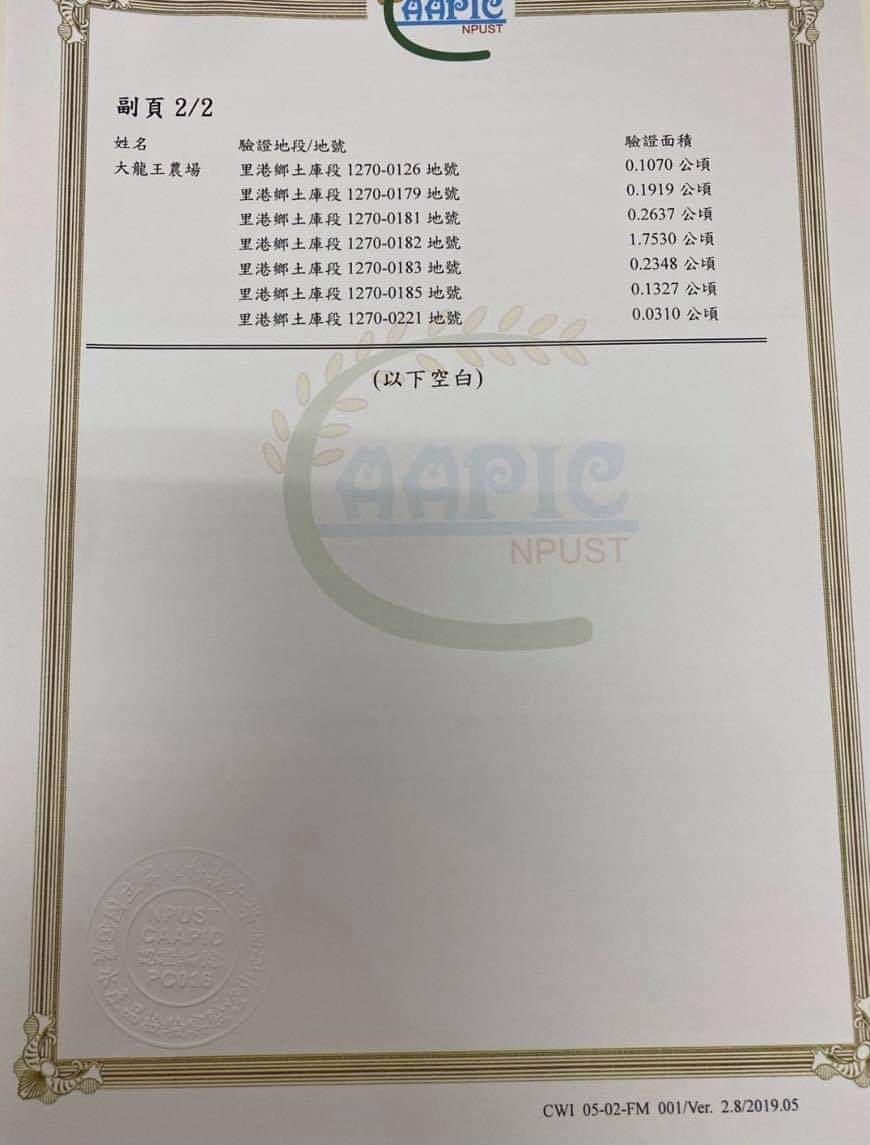 CAAPIC
NPUST
副頁 2/2
姓名 驗證地段/地號 驗證面積
大龍王農場 里港鄉土庫段 1270-0126 地號 0.1070 公頃
里港鄉土庫段 1270-0179 地號 0.1919 公頃
里港鄉土庫段 1270-0181 地號 0.2637 公頃
里港鄉土庫段 1270-0182 地號 1.7530 公頃
里港鄉土庫段 1270-0183 地號 0.2348 公頃
里港鄉土庫段 1270-0185 地號 0.1327 公頃
里港鄉土庫段 1270-0221 地號 0.0310 公頃
(以下空白)
CAAPIC
NPUST
NPUST
CAAPIC
PC016
CWI 05-02-FM 001/Ver. 2.8/2019.05